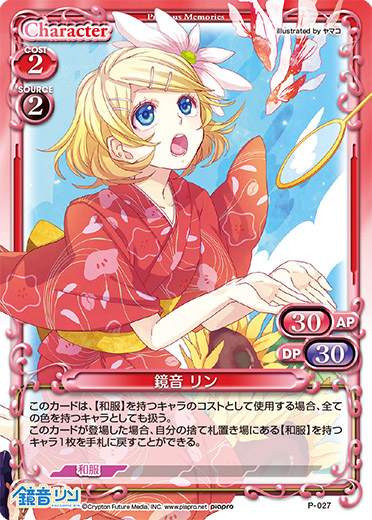 Precious Memories
Character
illustrated by ヤマコ
COST
2
SOURCE
2
30 AP
DP 30
鏡音 リン
このカードは、【和服】を持つキャラのコストとして使用する場合、全て
の色を持つキャラとしても扱う。
このカードが登場した場合、自分の捨て札置き場にある【和服】を持つ
キャラ1枚を手札に戻すことができる。
和服
鏡音リン
KAGAMINE RIN
©Crypton Future Media, INC. www.piapro.net piapro
P-027